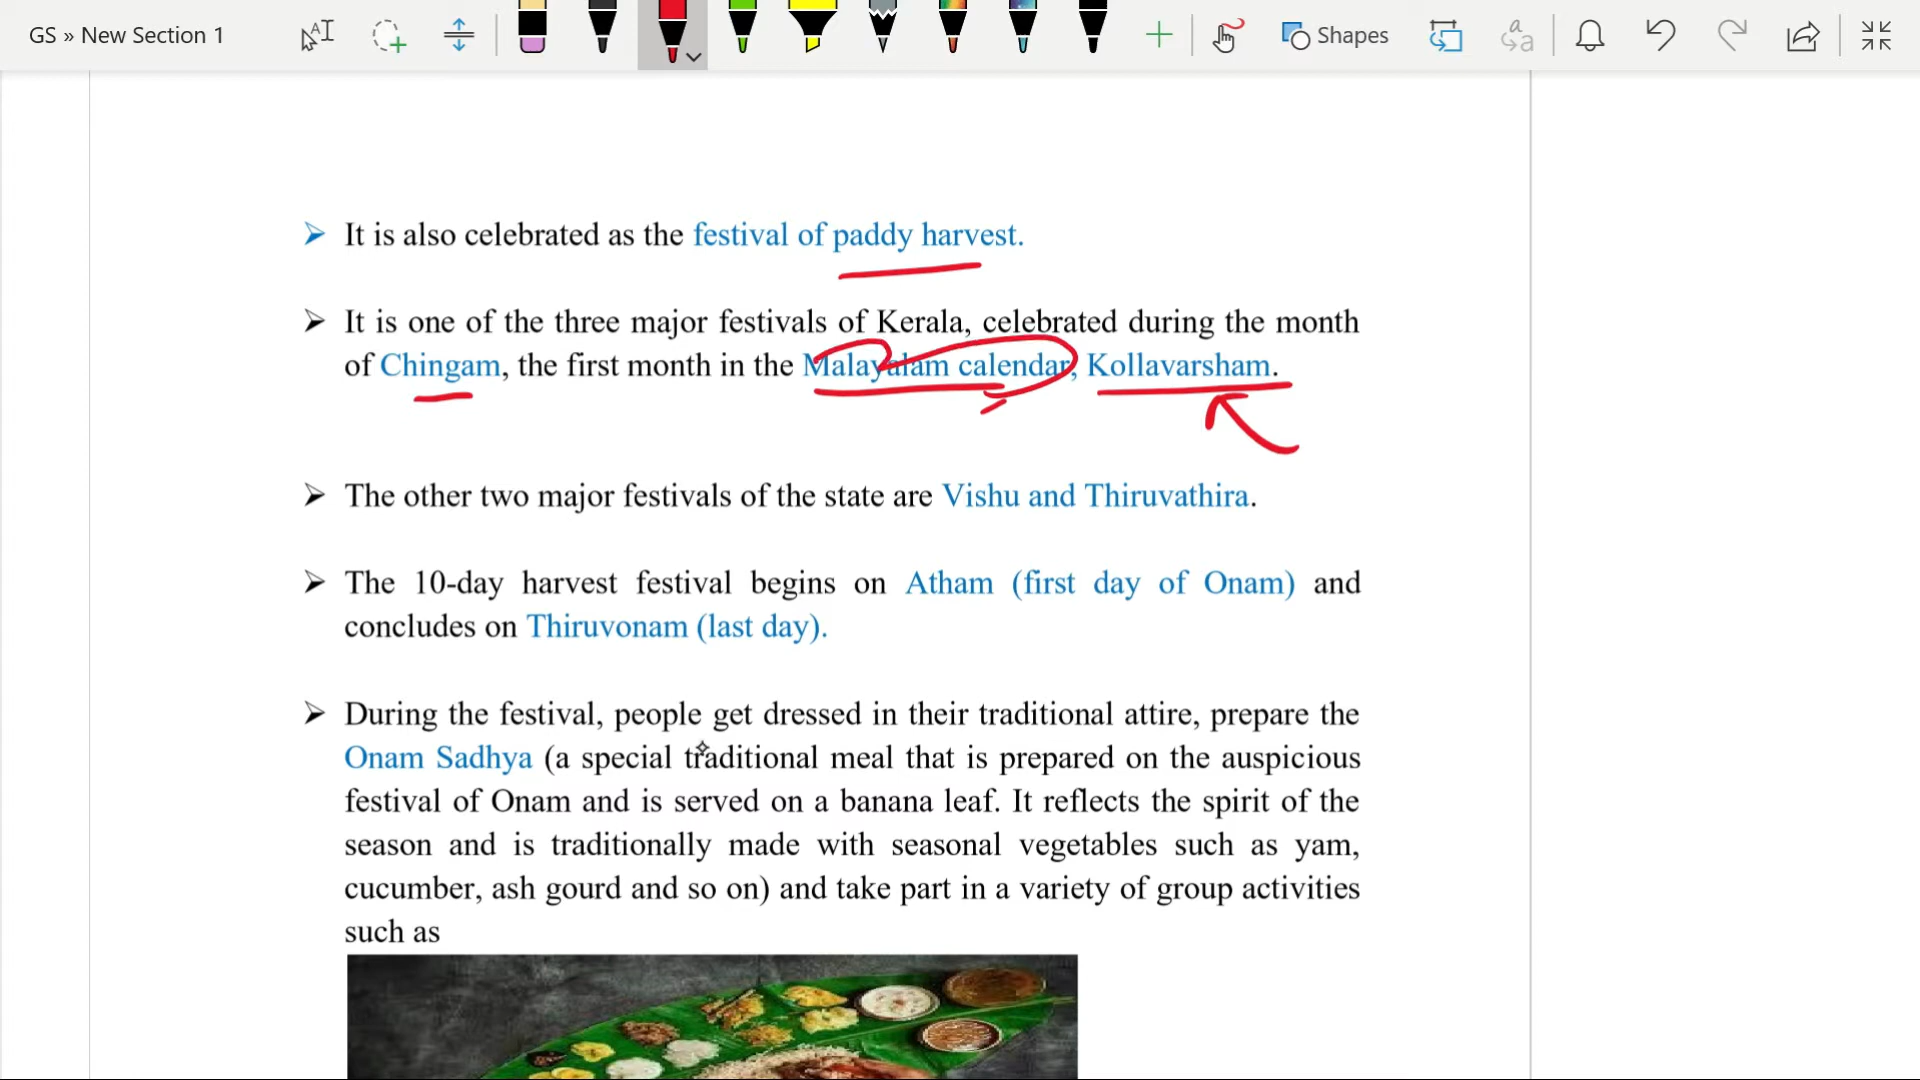 GS » New Section 1
Shapes
It is also celebrated as the festival of paddy harvest.
It is one of the three major festivals of Kerala, celebrated during the month
of Chingam, the first month in the Malayalam calendar, Kollavarsham.
The other two major festivals of the state are Vishu and Thiruvathira.
The 10-day harvest festival begins on Atham (first day of Onam) and
concludes on Thiruvonam (last day).
During the festival, people get dressed in their traditional attire, prepare the
Onam Sadhya (a special traditional meal that is prepared on the auspicious
festival of Onam and is served on a banana leaf. It reflects the spirit of the
season and is traditionally made with seasonal vegetables such as yam,
cucumber, ash gourd and so on) and take part in a variety of group activities
such as